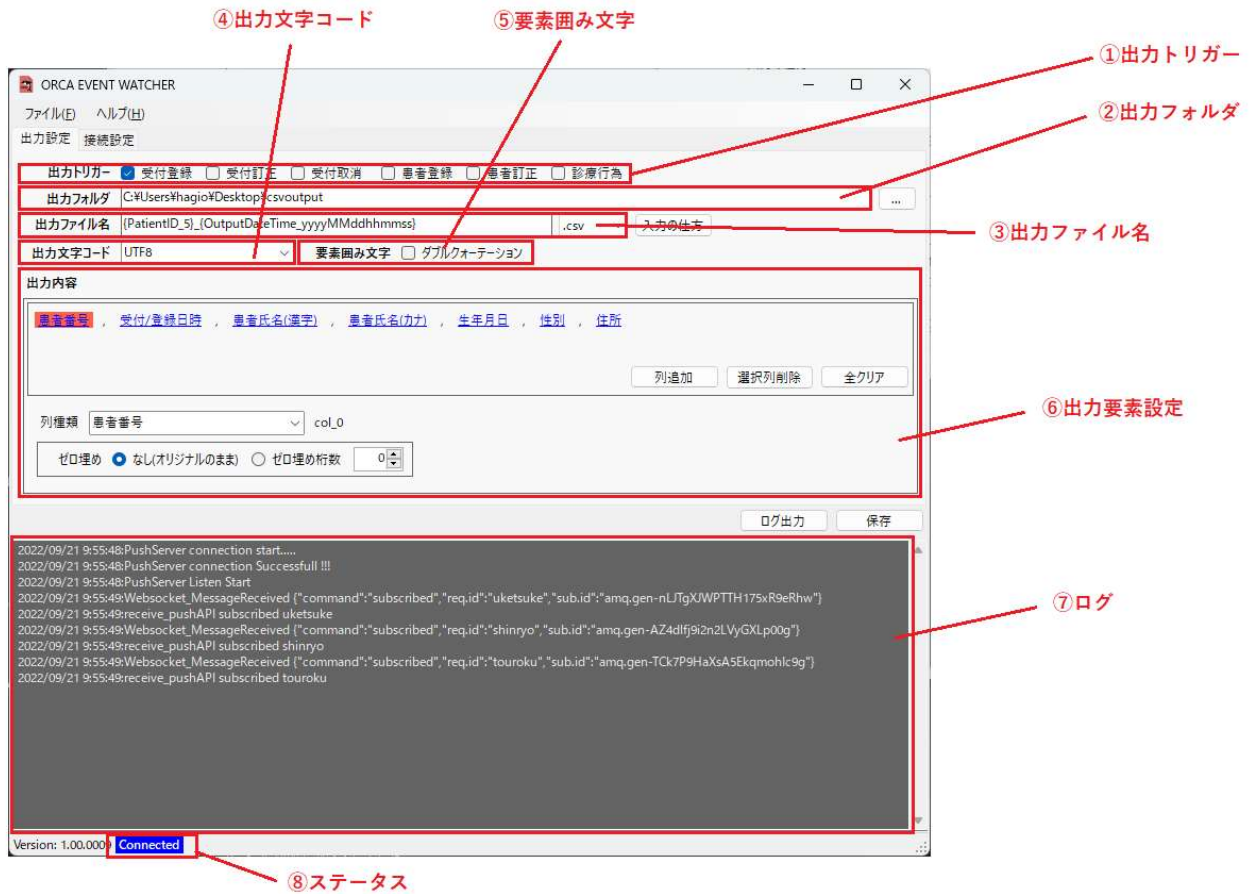 ④出力文字コード
⑤要素囲み文字
①出力トリガー
②出力フォルダ
ORCA EVENT WATCHER
ファイル(F) ヘルプ(H)
出力設定 接続設定
出力トリガー 受付登録 受付訂正 受付取消 患者登録 患者訂正 診療行為
出力フォルダ C:¥Users¥hagio¥Desktop¥csvoutput ...
出力ファイル名 {PatientID_5}_{OutputDateTime_yyyyMMddhhmmss} .csv 入力の仕方
③出力ファイル名
出力文字コード UTF8 要素囲み文字 ダブルクォーテーション
出力内容
患者番号 , 受付/登録日時 , 患者氏名(漢字) , 患者氏名(カナ) , 生年月日 , 性別 , 住所
列追加 選択列削除 全クリア
⑥出力要素設定
列種類 患者番号 col_0
ゼロ埋め なし(オリジナルのまま) ゼロ埋め桁数 0
ログ出力 保存
2022/09/21 9:55:48:PushServer connection start.....
2022/09/21 9:55:48:PushServer connection Successfull !!!
2022/09/21 9:55:48:PushServer Listen Start
2022/09/21 9:55:49:Websocket_MessageReceived {"command":"subscribed","req.id":"uketsuke","sub.id":"amq.gen-nLJTgXJWPTTH175xR9eRhw"}
2022/09/21 9:55:49:receive_pushAPI subscribed uketsuke
2022/09/21 9:55:49:Websocket_MessageReceived {"command":"subscribed","req.id":"shinryo","sub.id":"amq.gen-AZ4dlfj9i2n2LVyGXLp00g"}
2022/09/21 9:55:49:receive_pushAPI subscribed shinryo
2022/09/21 9:55:49:Websocket_MessageReceived {"command":"subscribed","req.id":"touroku","sub.id":"amq.gen-TCk7P9HaXsA5Ekqmohlc9g"}
2022/09/21 9:55:49:receive_pushAPI subscribed touroku
⑦ログ
Version: 1.00.0009 Connected
⑧ステータス